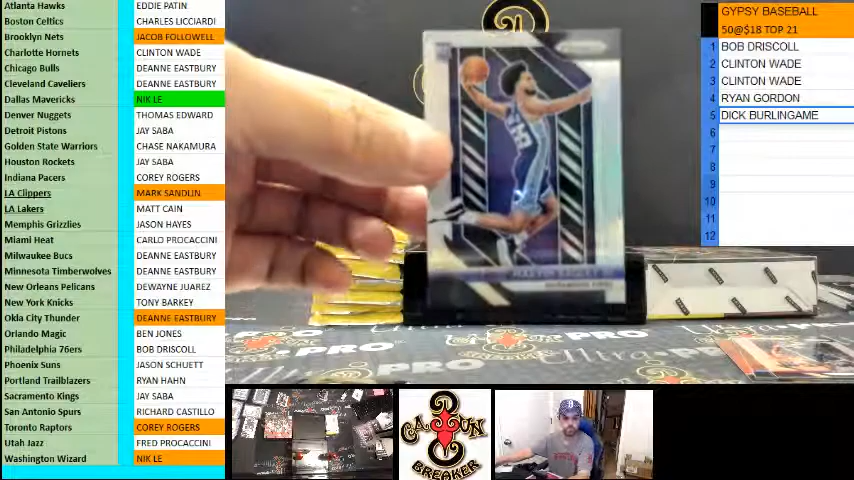 Atlanta Hawks EDDIE PATIN
Boston Celtics CHARLES LICCIARDI
Brooklyn Nets JACOB FOLLOWELL
Charlotte Hornets CLINTON WADE
Chicago Bulls DEANNE EASTBURY
Cleveland Cavaliers DEANNE EASTBURY
Dallas Mavericks NIK LE
Denver Nuggets THOMAS EDWARD
Detroit Pistons JAY SABA
Golden State Warriors CHASE NAKAMURA
Houston Rockets JAY SABA
Indiana Pacers COREY ROGERS
LA Clippers MARK SANDLIN
LA Lakers MATT CAIN
Memphis Grizzlies JASON HAYES
Miami Heat CARLO PROCACCINI
Milwaukee Bucs DEANNE EASTBURY
Minnesota Timberwolves DEANNE EASTBURY
New Orleans Pelicans DEWAYNE JUAREZ
New York Knicks TONY BARKEY
Okla City Thunder DEANNE EASTBURY
Orlando Magic BEN JONES
Philadelphia 76ers BOB DRISCOLL
Phoenix Suns JASON SCHUETT
Portland Trailblazers RYAN HAHN
Sacramento Kings JAY SABA
San Antonio Spurs RICHARD CASTILLO
Toronto Raptors COREY ROGERS
Utah Jazz FRED PROCACCINI
Washington Wizard NIK LE
GYPSY BASEBALL
50@$18 TOP 21
1 BOB DRISCOLL
2 CLINTON WADE
3 CLINTON WADE
4 RYAN GORDON
5 DICK BURLINGAME
6
7
8
9
10
11
12
PRO
CAJUN
BREAKER